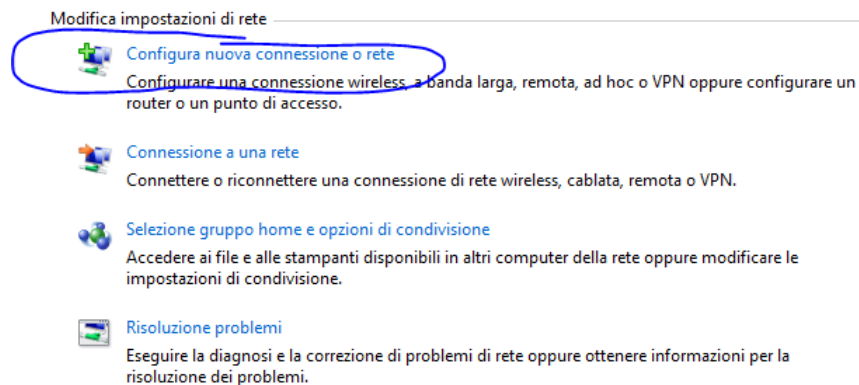 Modifica impostazioni di rete
Configura nuova connessione o rete
Configurare una connessione wireless, a banda larga, remota, ad hoc o VPN oppure configurare un
router o un punto di accesso.
Connessione a una rete
Connettere o riconnettere una connessione di rete wireless, cablata, remota o VPN.
Selezione gruppo home e opzioni di condivisione
Accedere ai file e alle stampanti disponibili in altri computer della rete oppure modificare le
impostazioni di condivisione.
Risoluzione problemi
Eseguire la diagnosi e la correzione di problemi di rete oppure ottenere informazioni per la
risoluzione dei problemi.